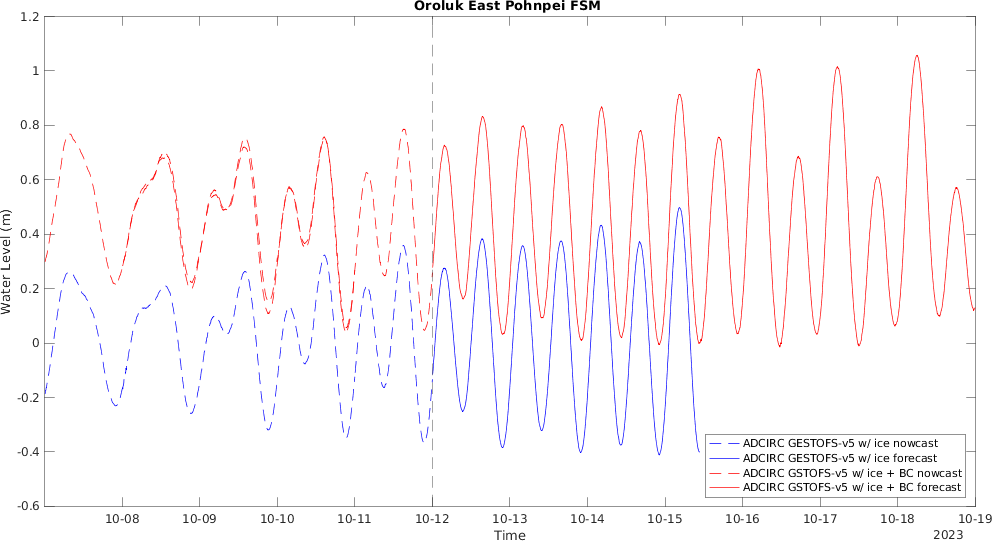 Oroluk East Pohnpei FSM
1.2
1
0.8
0.6
0.4
0.2
0
-0.2
-0.4
-0.6
Water Level (m)
ADCIRC GESTOFS-v5 w/ ice nowcast
ADCIRC GESTOFS-v5 w/ ice forecast
ADCIRC GSTOFS-v5 w/ ice + BC nowcast
ADCIRC GSTOFS-v5 w/ ice + BC forecast
10-08 10-09 10-10 10-11 10-12 10-13 10-14 10-15 10-16 10-17 10-18 10-19
Time
2023